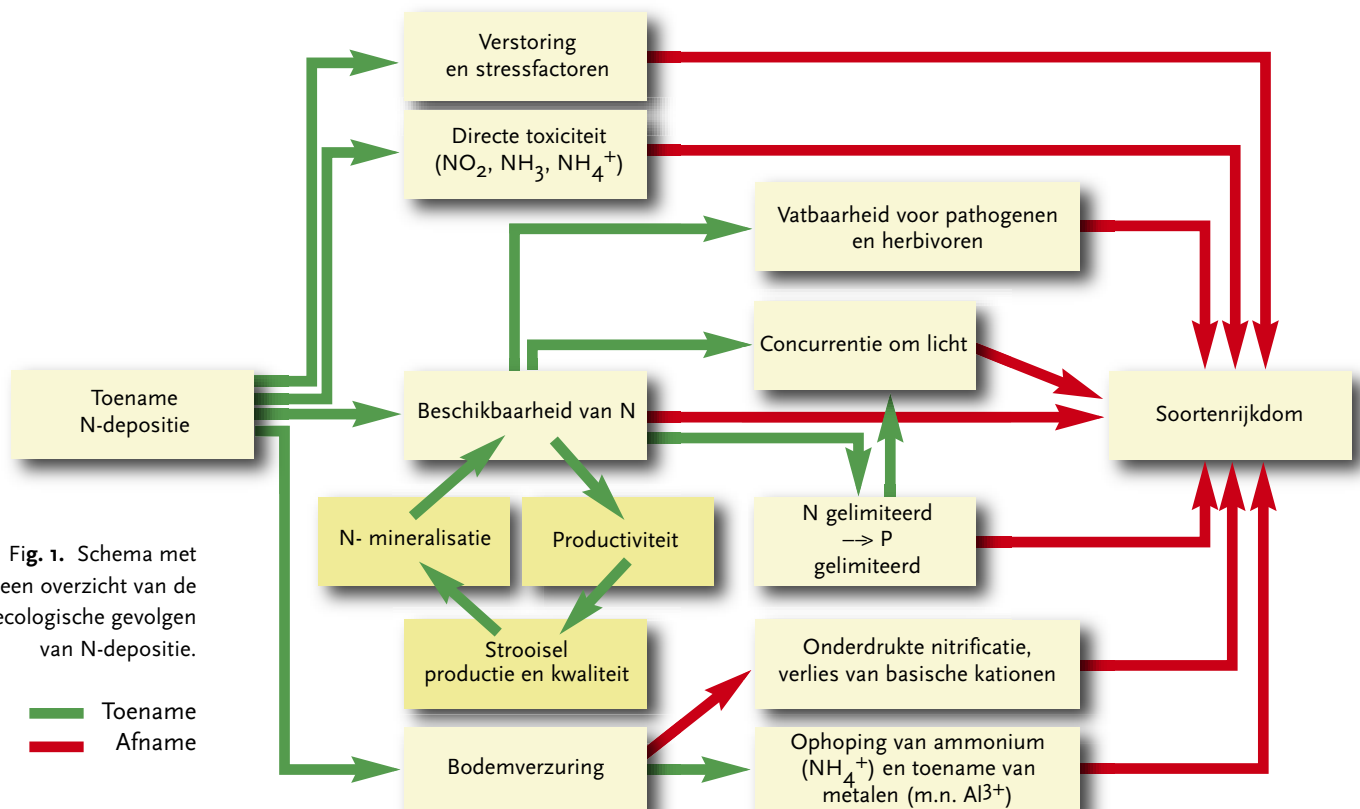 Verstoring
en stressfactoren
Directe toxiciteit
(NO₂, NH₃, NH₄⁺)
Vatbaarheid voor pathogenen
en herbivoren
Concurrentie om licht
Toename
N-depositie
Beschikbaarheid van N
Soortenrijkdom
N- mineralisatie
Productiviteit
N gelimiteerd
--> P
gelimiteerd
Strooisel
productie en kwaliteit
Onderdrukte nitrificatie,
verlies van basische kationen
Bodemverzuring
Ophoping van ammonium
(NH₄⁺) en toename van
metalen (m.n. Al³⁺)
Fig. 1. Schema met
een overzicht van de
ecologische gevolgen
van N-depositie.
Toename
Afname